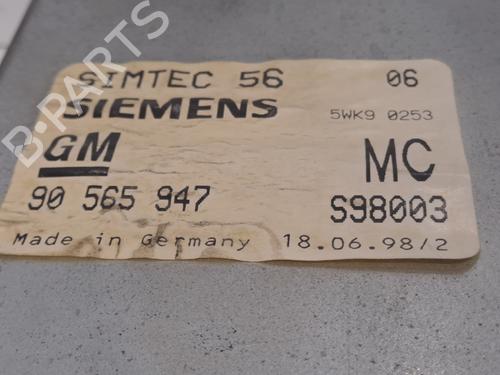 SIMTEC 56 06
SIEMENS 5WK9 0253
GM MC
90 565 947 S98003
Made in Germany 18.06.98/2
B-PARTS